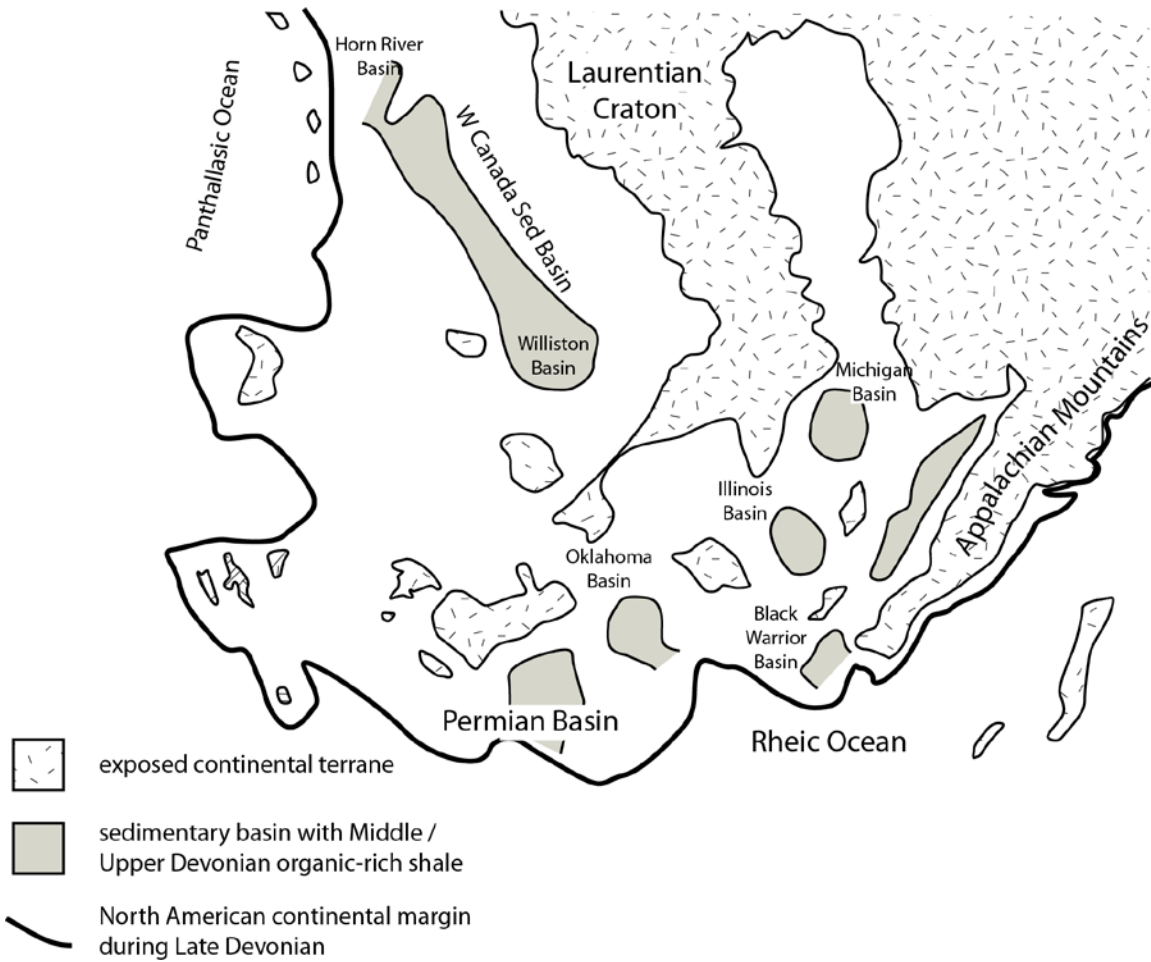 Horn River
Basin
Laurentian
Craton
Panthallasic Ocean
W Canada Sed Basin
Williston
Basin
Michigan
Basin
Appalachian Mountains
Illinois
Basin
Oklahoma
Basin
Black
Warrior
Basin
Permian Basin
Rheic Ocean
exposed continental terrane
sedimentary basin with Middle /
Upper Devonian organic-rich shale
North American continental margin
during Late Devonian